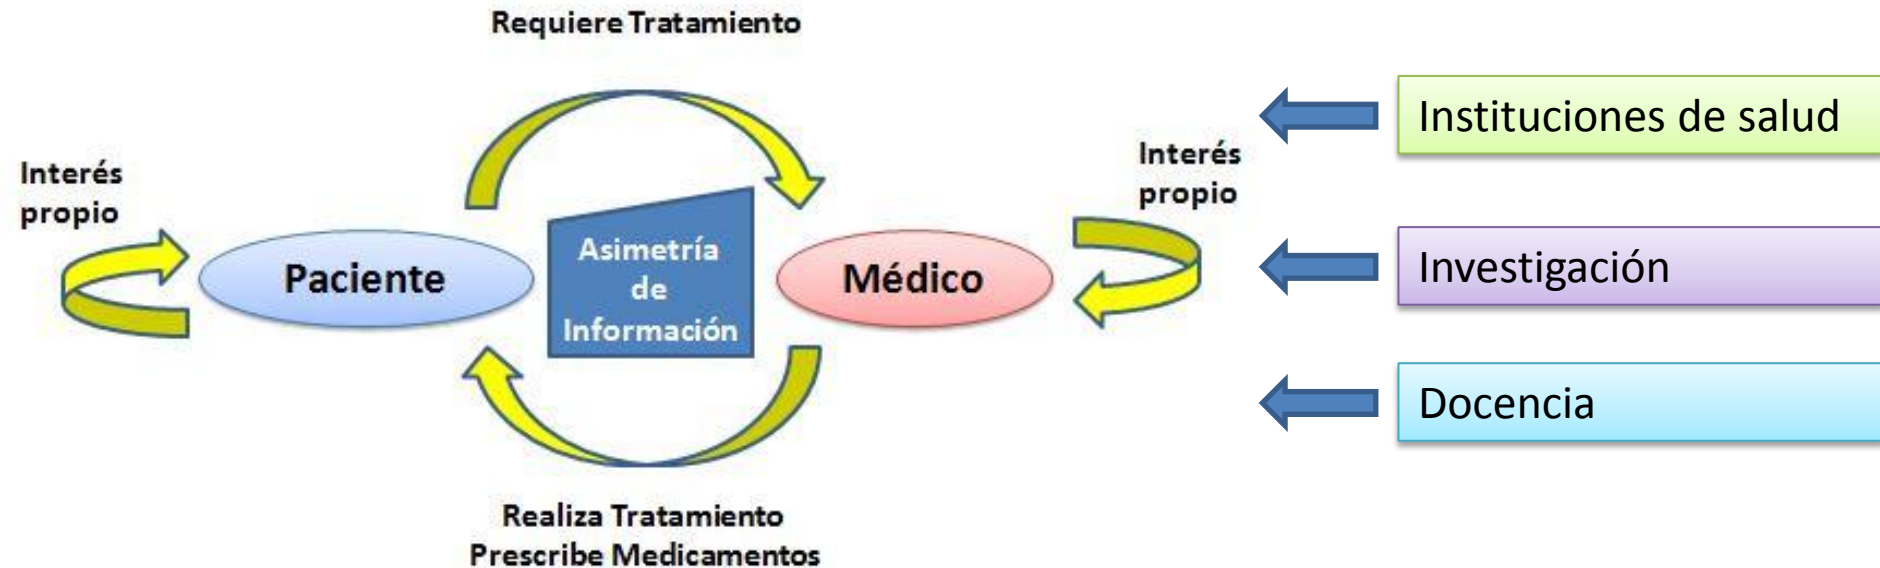 Requiere Tratamiento
Interés
propio
Paciente
Asimetría
de
Información
Médico
Interés
propio
Realiza Tratamiento
Prescribe Medicamentos
Instituciones de salud
Investigación
Docencia